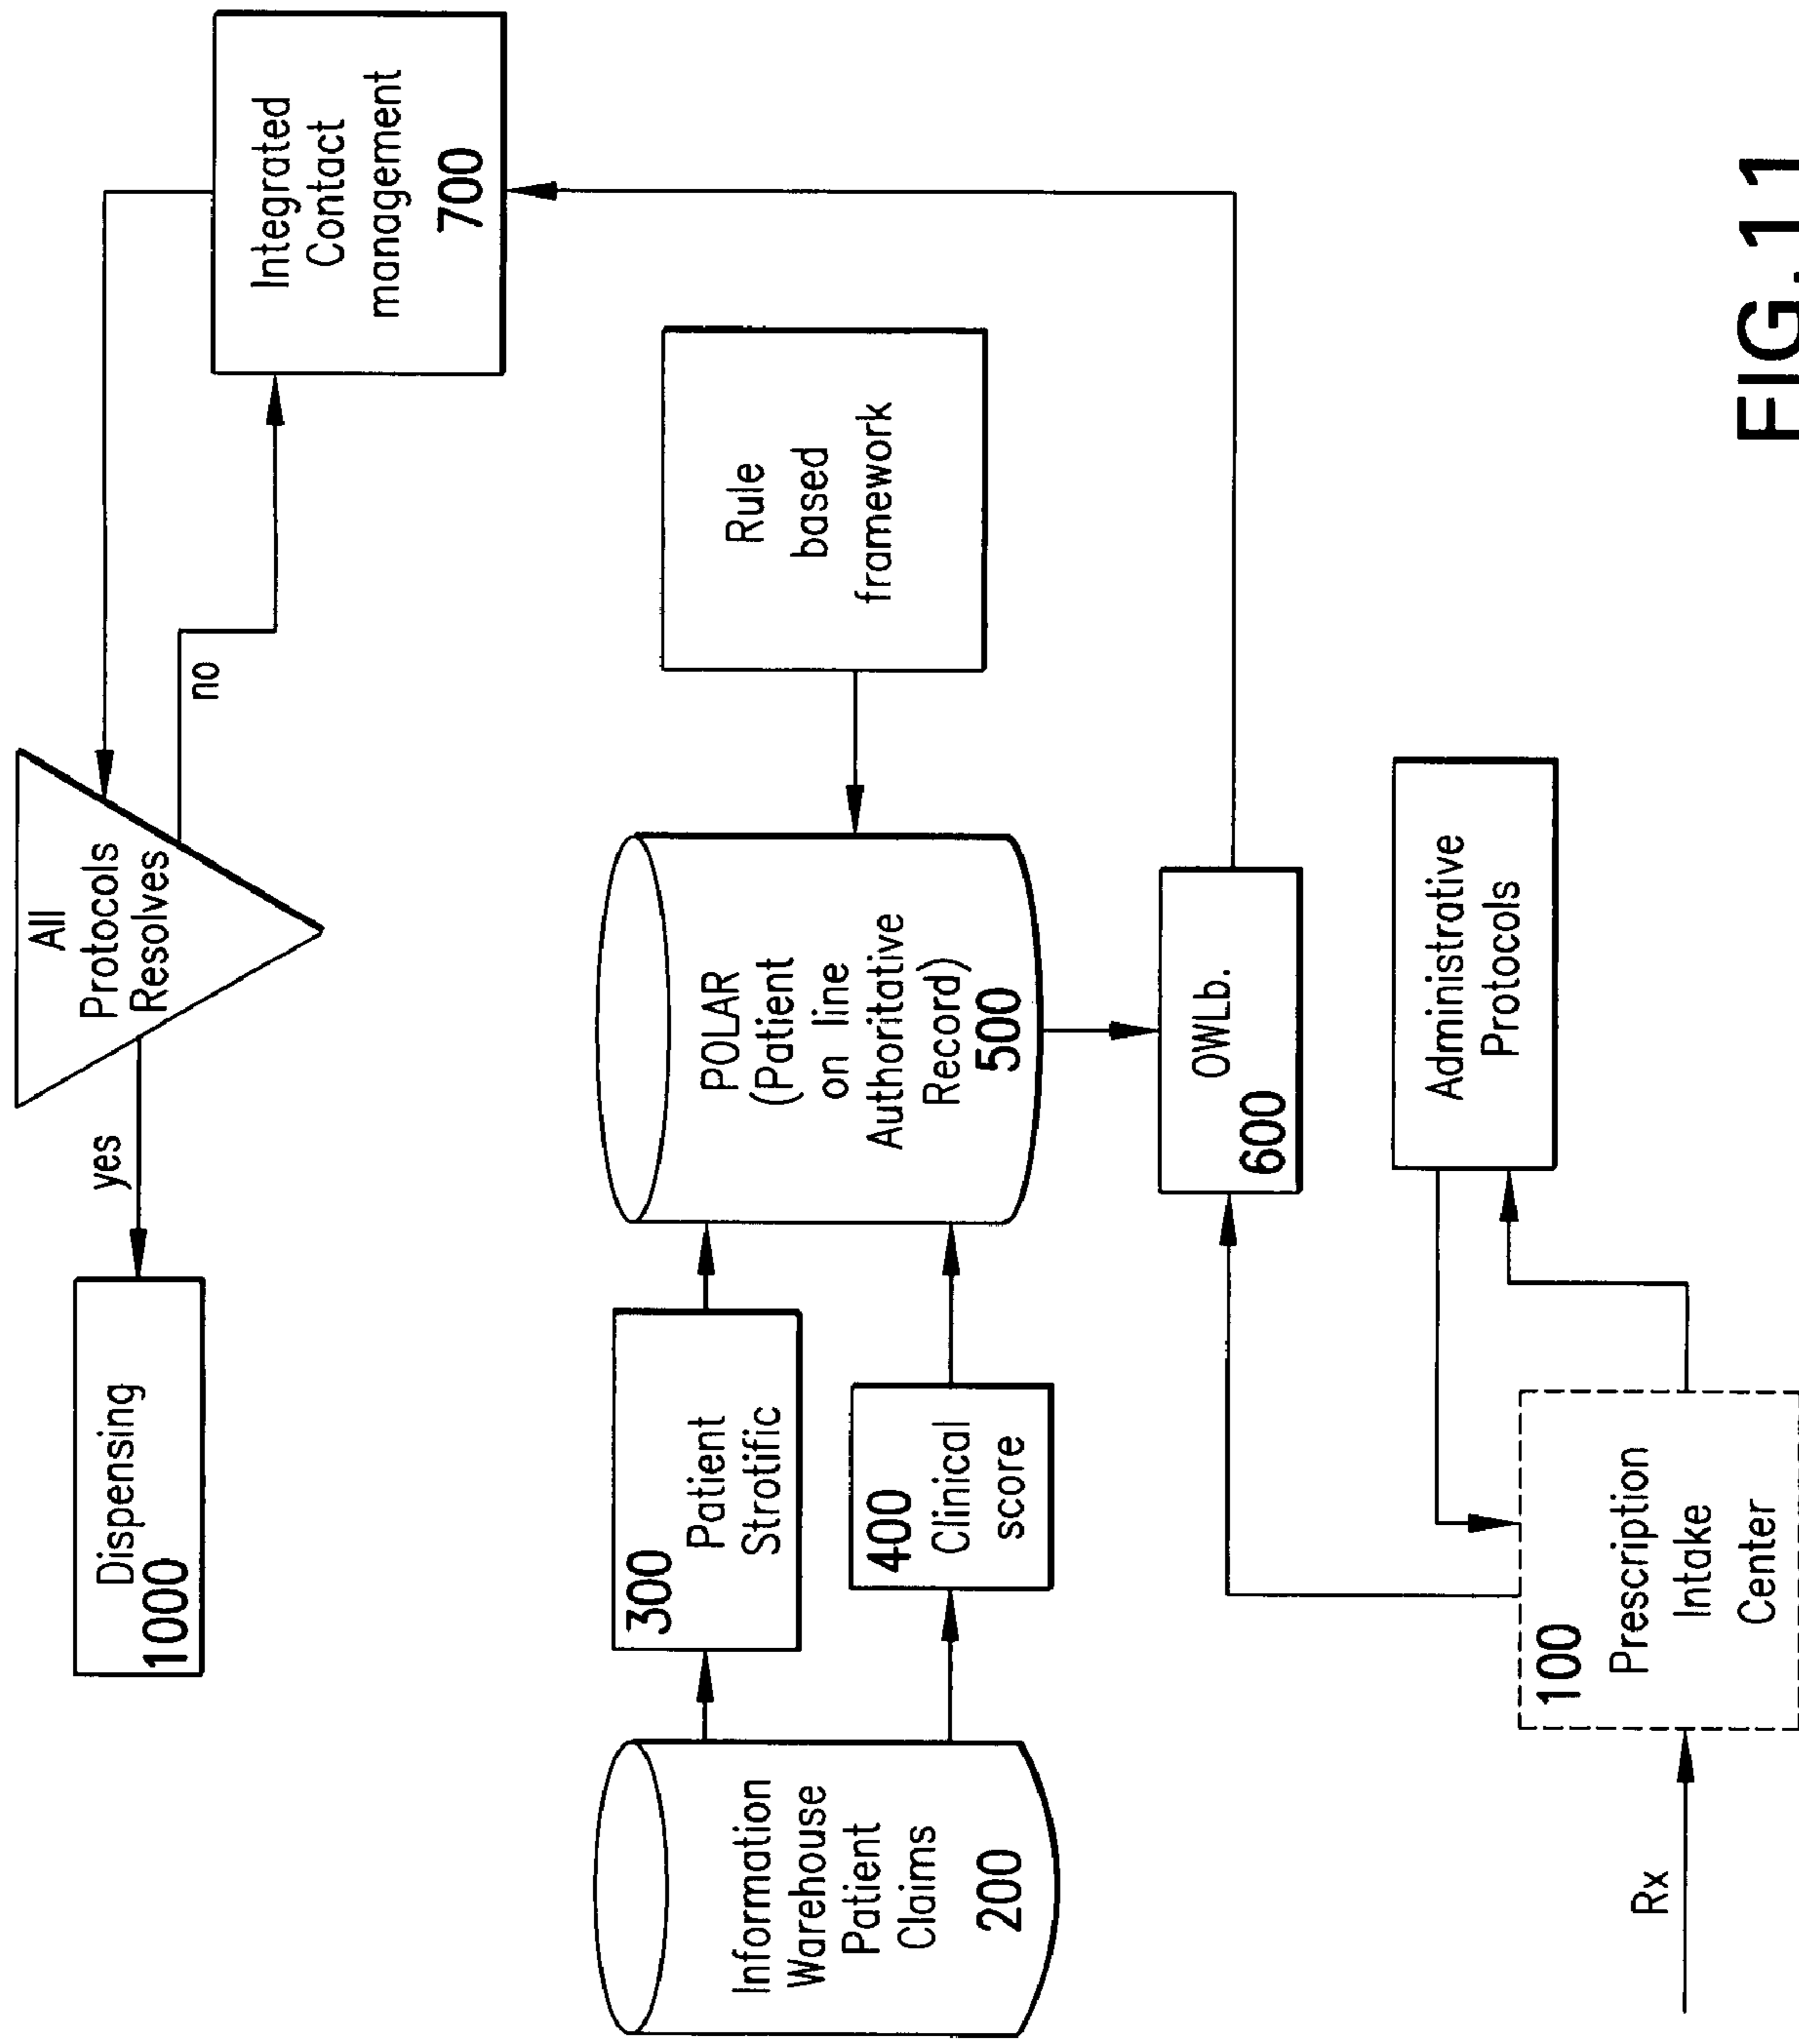 All
Protocols
Resolves
yes
no
Dispensing
1000
Integrated
Contact
management
700
Information
Warehouse
Patient
Claims
200
300
Patient
Strotific
400
Clinical
score
POLAR
(Patient
on line
Authoritative
Record)
500
Rule
based
framework
OWLb.
600
Administrative
Protocols
Rx
100
Prescription
Intake
Center
FIG.11